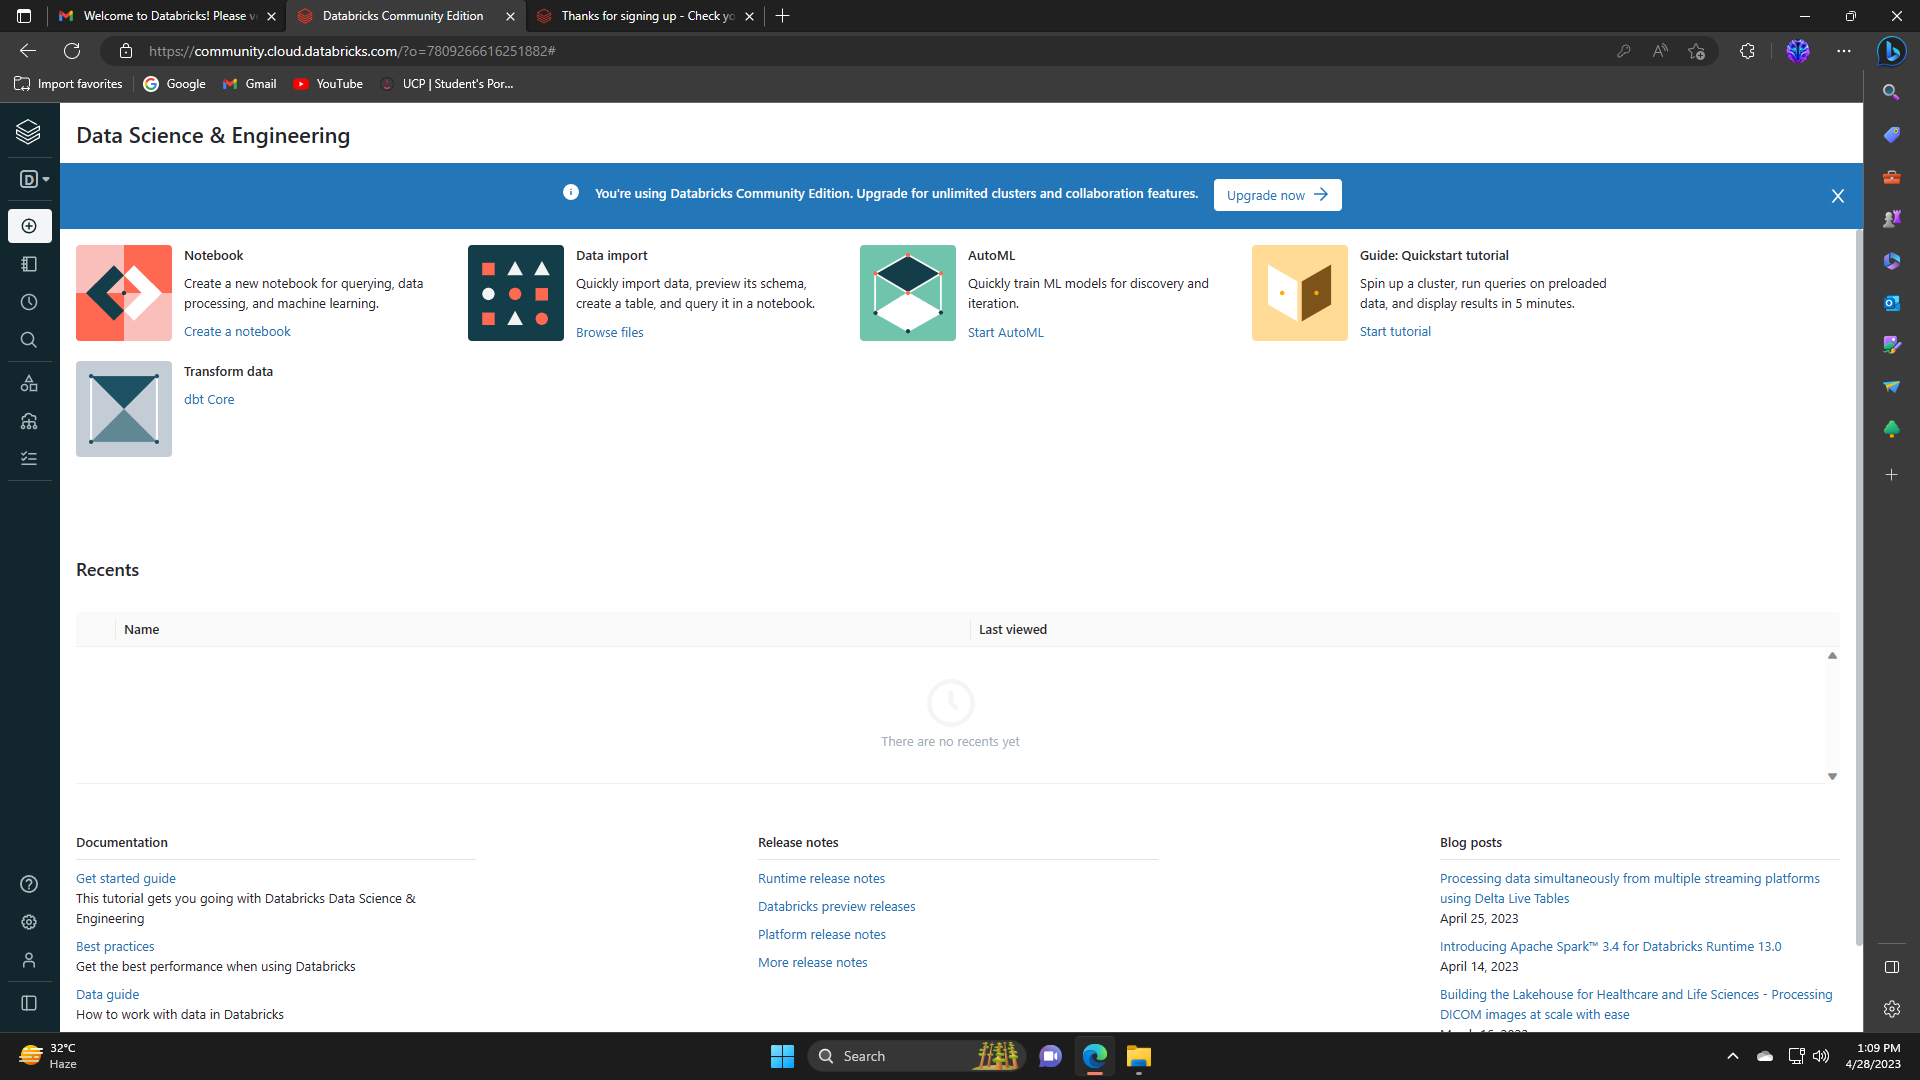 Welcome to Databricks! Please v
Databricks Community Edition
Thanks for signing up - Check yo
https://community.cloud.databricks.com/?o=7809266616251882#
Import favorites
Google
Gmail
YouTube
UCP | Student's Por...
Data Science & Engineering
D
You're using Databricks Community Edition. Upgrade for unlimited clusters and collaboration features.
Upgrade now
Notebook
Create a new notebook for querying, data
processing, and machine learning.
Create a notebook
Data import
Quickly import data, preview its schema,
create a table, and query it in a notebook.
Browse files
AutoML
Quickly train ML models for discovery and
iteration.
Start AutoML
Guide: Quickstart tutorial
Spin up a cluster, run queries on preloaded
data, and display results in 5 minutes.
Start tutorial
Transform data
dbt Core
Recents
Name
Last viewed
There are no recents yet
Documentation
Get started guide
This tutorial gets you going with Databricks Data Science &
Engineering
Best practices
Get the best performance when using Databricks
Data guide
How to work with data in Databricks
Release notes
Runtime release notes
Databricks preview releases
Platform release notes
More release notes
Blog posts
Processing data simultaneously from multiple streaming platforms
using Delta Live Tables
April 25, 2023
Introducing Apache Spark™ 3.4 for Databricks Runtime 13.0
April 14, 2023
Building the Lakehouse for Healthcare and Life Sciences - Processing
DICOM images at scale with ease
32°C
Haze
Search
1:09 PM
4/28/2023